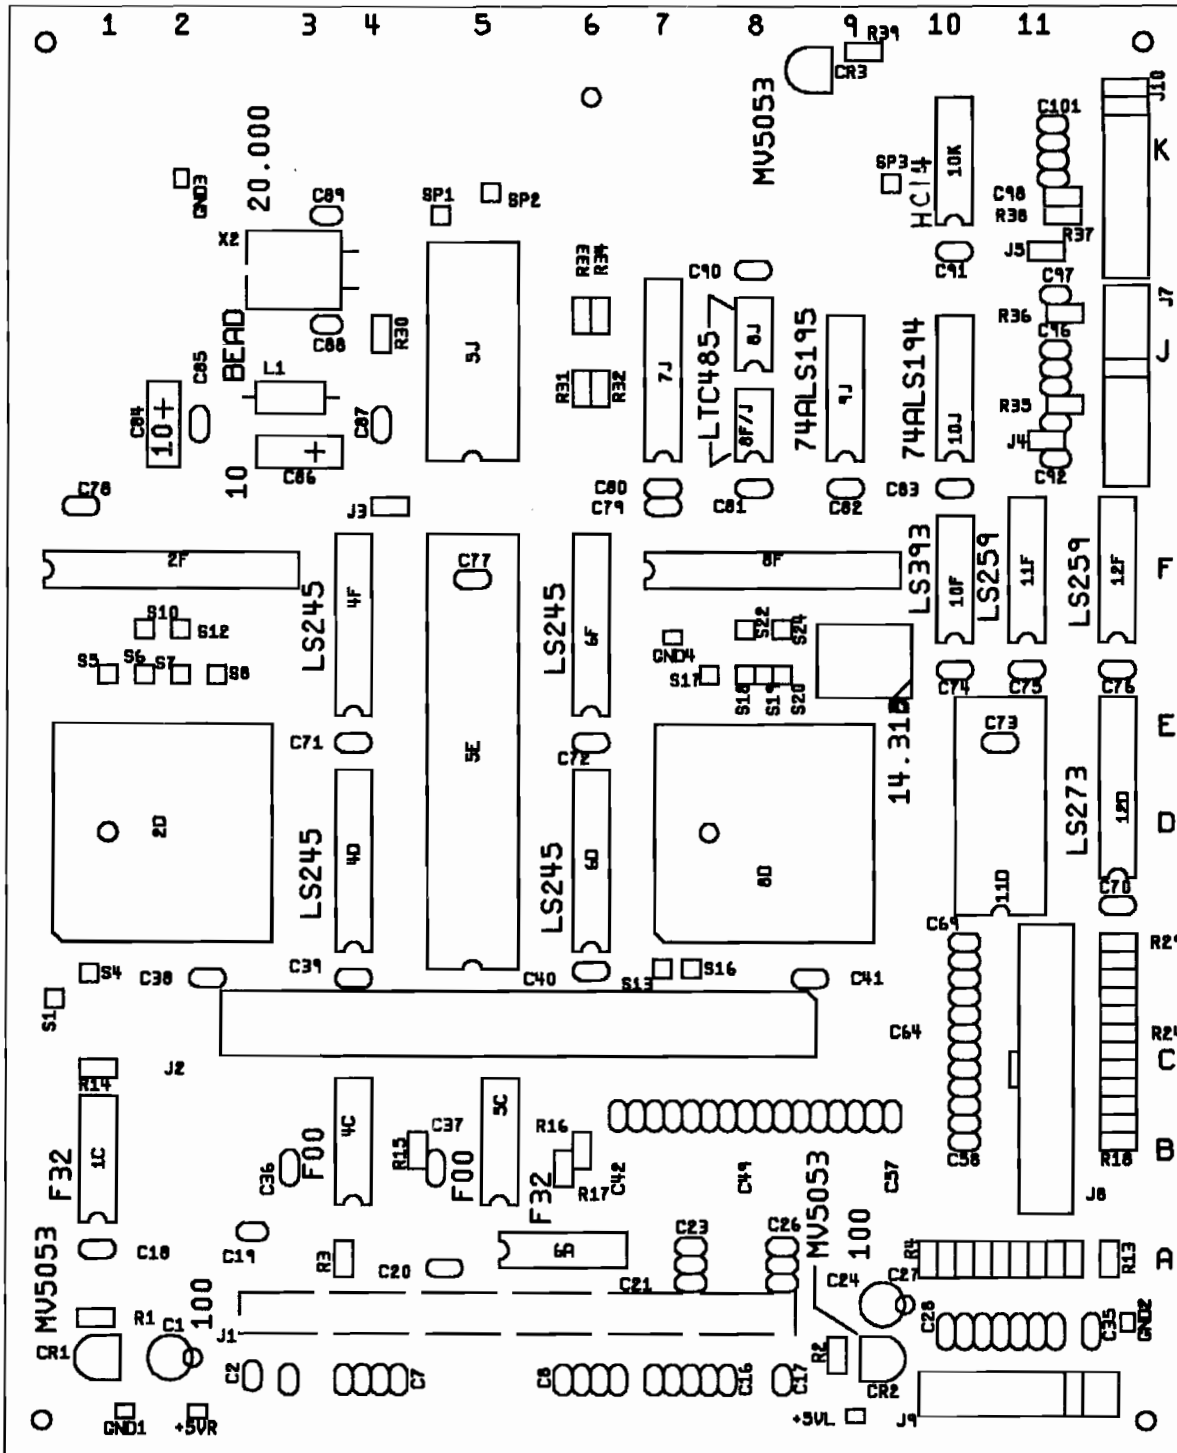 1 2 3 4 5 6 7 8 9 10 11
R39
CR3
MV5053
J10
C101
K
20.000
GND3
C89
SP1
SP2
SP3
10K
HC14
C98
R38
R37
X2
J5
R33
R34
C90
C91
C97
J7
R36
C96
BEAD
C88
R30
5J
7J
8J
LTC485
74ALS195
9J
74ALS194
10J
J
C85
L1
R31
R32
C84
10+
C87
8F/J
R35
J4
C92
10
+
C86
C78
J3
C80
C79
C81
C82
C83
2F
LS245
4F
C77
LS245
6F
8F
LS393
10F
LS259
11F
LS259
12F
F
S10
S12
S22
S24
GND4
S5
S6
S7
S8
S17
S18
S19
S20
C74
C75
C76
C71
5E
C72
C73
E
2D
LS245
4D
LS245
6D
8D
LS273
12D
D
11D
C70
C69
R29
S4
C38
C39
C40
S13
S16
C41
S1
C64
R24
J2
C
R14
1C
F32
4C
F00
R15
C37
5C
F00
R16
R17
F32
C36
C42
C49
C57
C58
R18
B
J8
MV5053
C18
C19
R3
C20
6A
C23
C26
C21
MV5053
100
C24
C27
R4
R13
A
R1
C1
100
J1
C28
C35
GND2
CR1
C2
C7
C8
C16
C17
R2
CR2
GND1
+5VR
+5VL
J9